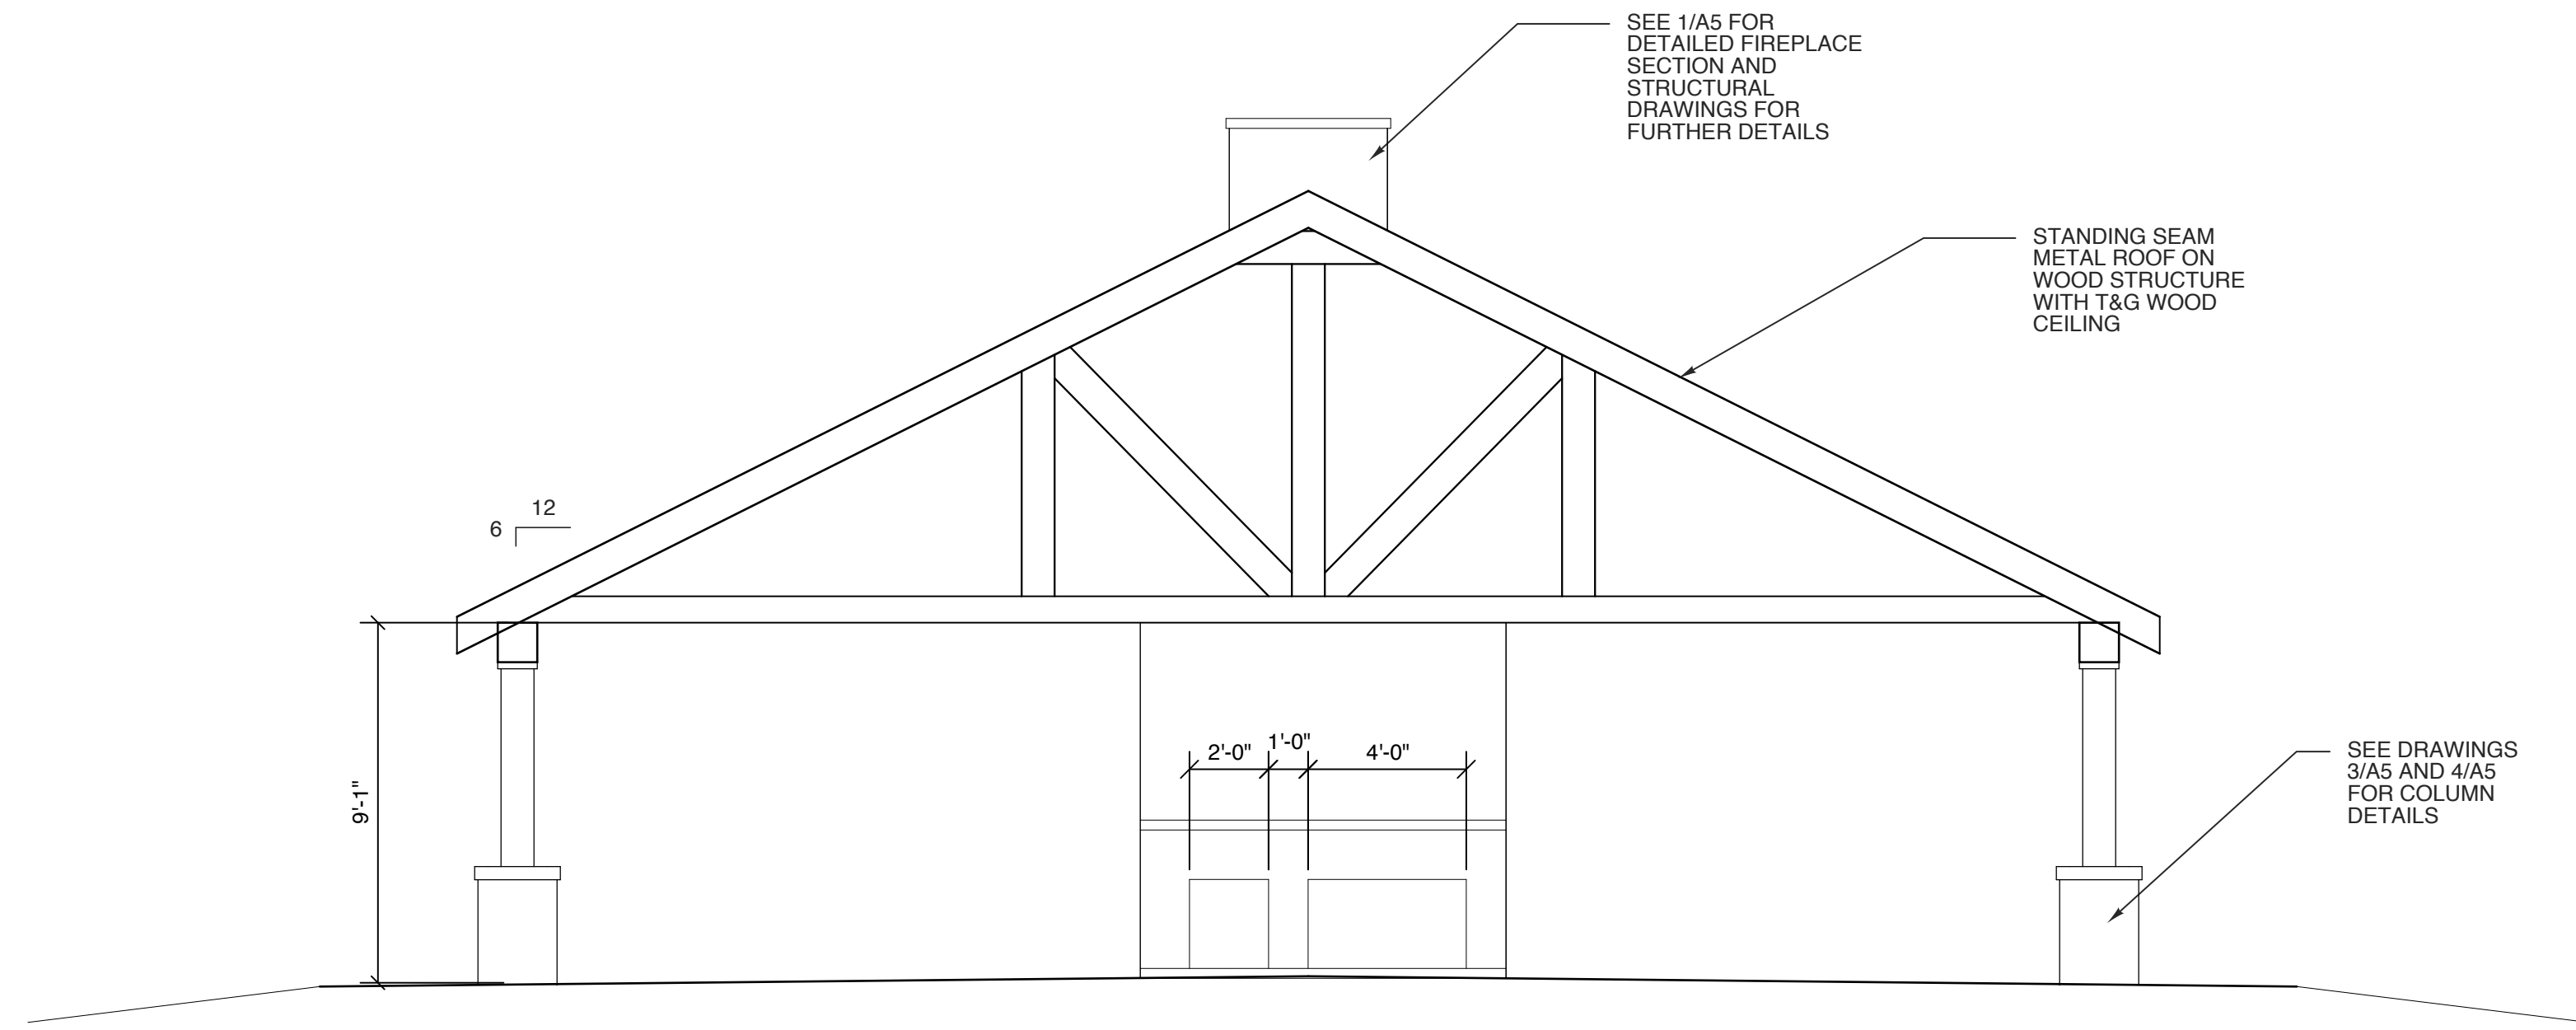 SEE 1/A5 FOR
DETAILED FIREPLACE
SECTION AND
STRUCTURAL
DRAWINGS FOR
FURTHER DETAILS
STANDING SEAM
METAL ROOF ON
WOOD STRUCTURE
WITH T&G WOOD
CEILING
12
6
2'-0"
1'-0"
4'-0"
9'-1"
SEE DRAWINGS
3/A5 AND 4/A5
FOR COLUMN
DETAILS